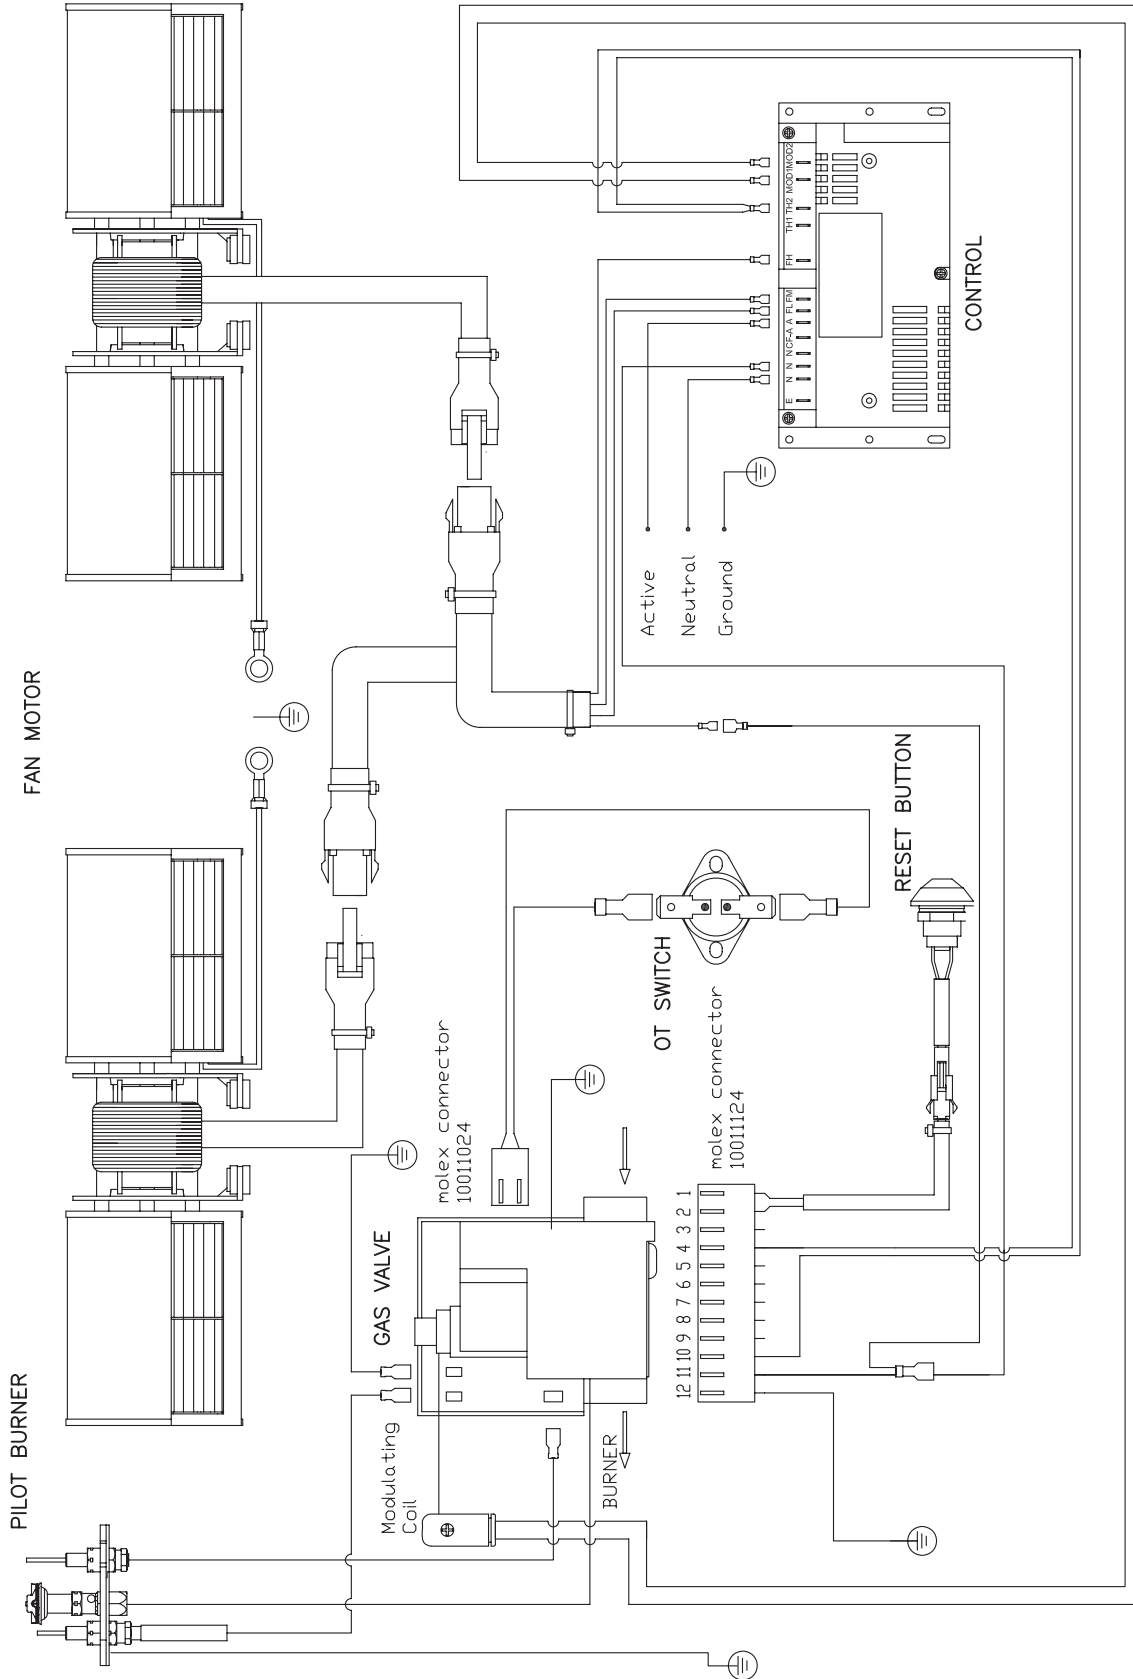 PILOT BURNER
FAN MOTOR
Modulating
Coil
GAS VALVE
molex connector
10011024
BURNER
12 11 10 9 8 7 6 5 4 3 2 1
molex connector
10011124
OT SWITCH
RESET BUTTON
Active
Neutral
Ground
E N N NCF-A A FL FM FH TH1 TH2 MOD1 MOD2
CONTROL